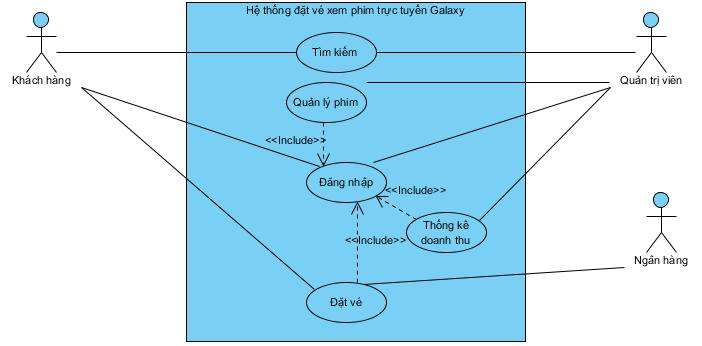 Hệ thống đặt vé xem phim trực tuyến Galaxy
Khách hàng
Tìm kiếm
Quản trị viên
Quản lý phim
<<Include>>
Đăng nhập
<<Include>>
Thống kê
doanh thu
<<Include>>
Ngân hàng
Đặt vé